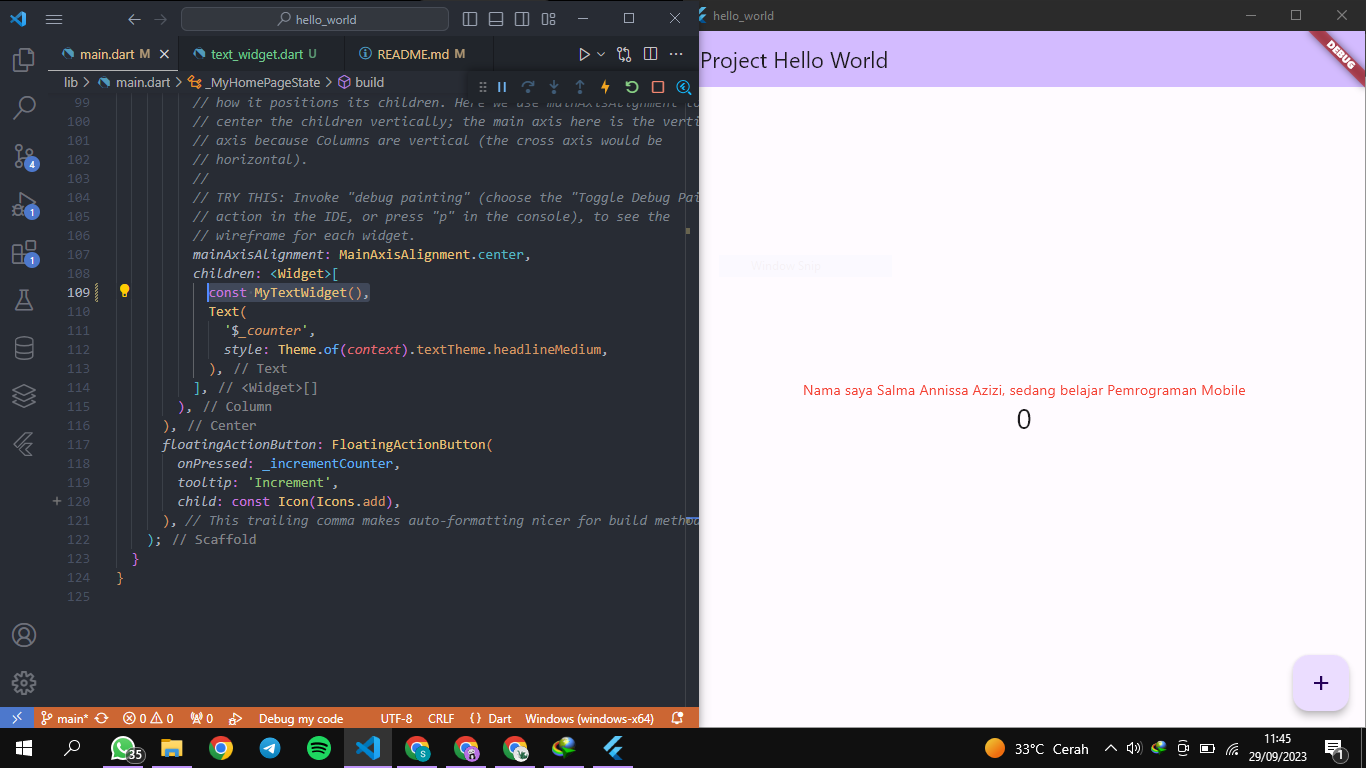 hello_world
main.dart M
text_widget.dart U
README.md M
lib > main.dart > _MyHomePageState > build
99 // how it positions its children. Here we use mainAxisAlignment to
100 // center the children vertically; the main axis here is the verti
101 // axis because Columns are vertical (the cross axis would be
102 // horizontal).
103 //
104 // TRY THIS: Invoke "debug painting" (choose the "Toggle Debug Pai
105 // action in the IDE, or press "p" in the console), to see the
106 // wireframe for each widget.
107 mainAxisAlignment: MainAxisAlignment.center,
108 children: <Widget>[
109 const MyTextWidget(),
110 Text(
111 '$_counter',
112 style: Theme.of(context).textTheme.headlineMedium,
113 ), // Text
114 ], // <Widget>[]
115 ), // Column
116 ), // Center
117 floatingActionButton: FloatingActionButton(
118 onPressed: _incrementCounter,
119 tooltip: 'Increment',
120 child: const Icon(Icons.add),
121 ), // This trailing comma makes auto-formatting nicer for build method
122 ); // Scaffold
123 }
124 }
125
4
1
1
main* 0 0 0 Debug my code UTF-8 CRLF {} Dart Windows (windows-x64)
hello_world
Project Hello World
DEBUG
Window Snip
Nama saya Salma Annissa Azizi, sedang belajar Pemrograman Mobile
0
+
35
S
33°C Cerah
11:45
29/09/2023
1